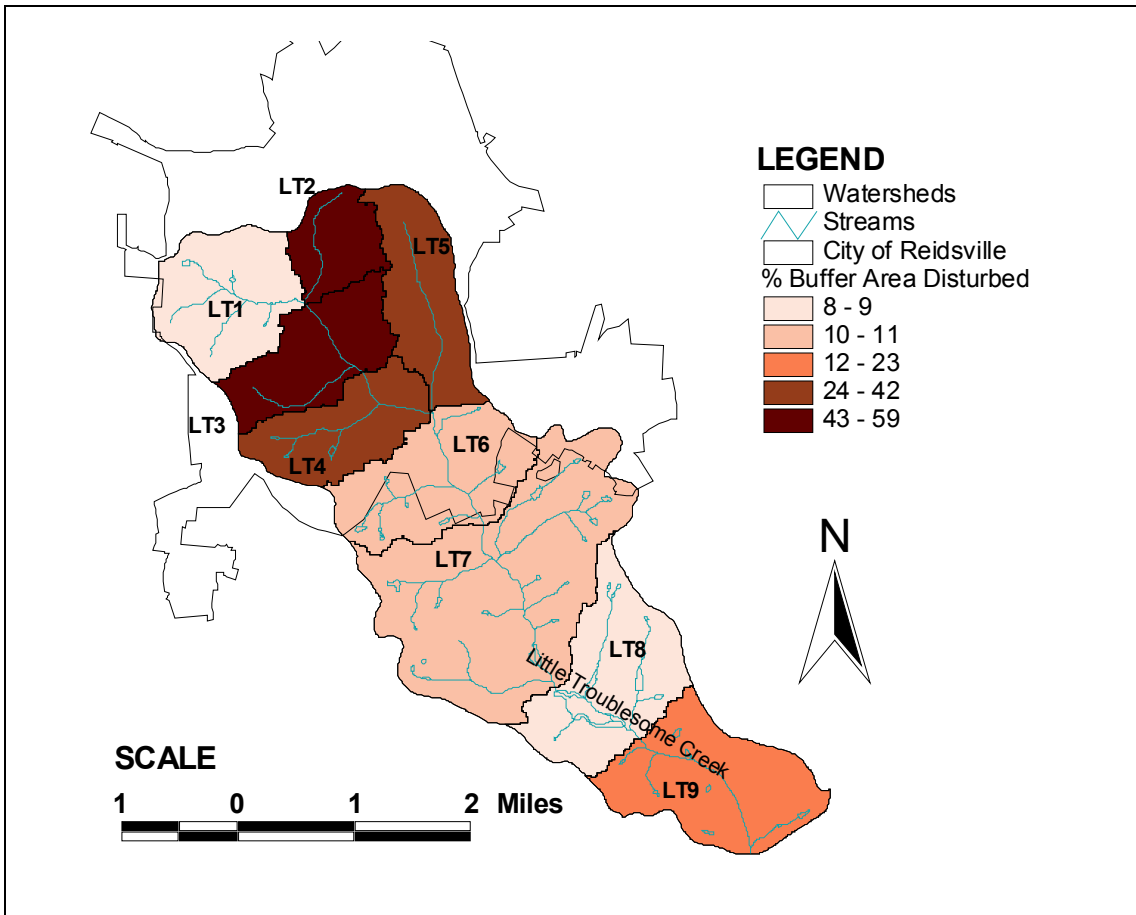 LEGEND
Watersheds
Streams
City of Reidsville
% Buffer Area Disturbed
8 - 9
10 - 11
12 - 23
24 - 42
43 - 59
LT2
LT5
LT1
LT3
LT4
LT6
LT7
LT8
Little Troublesome Creek
LT9
N
SCALE
1 0 1 2 Miles